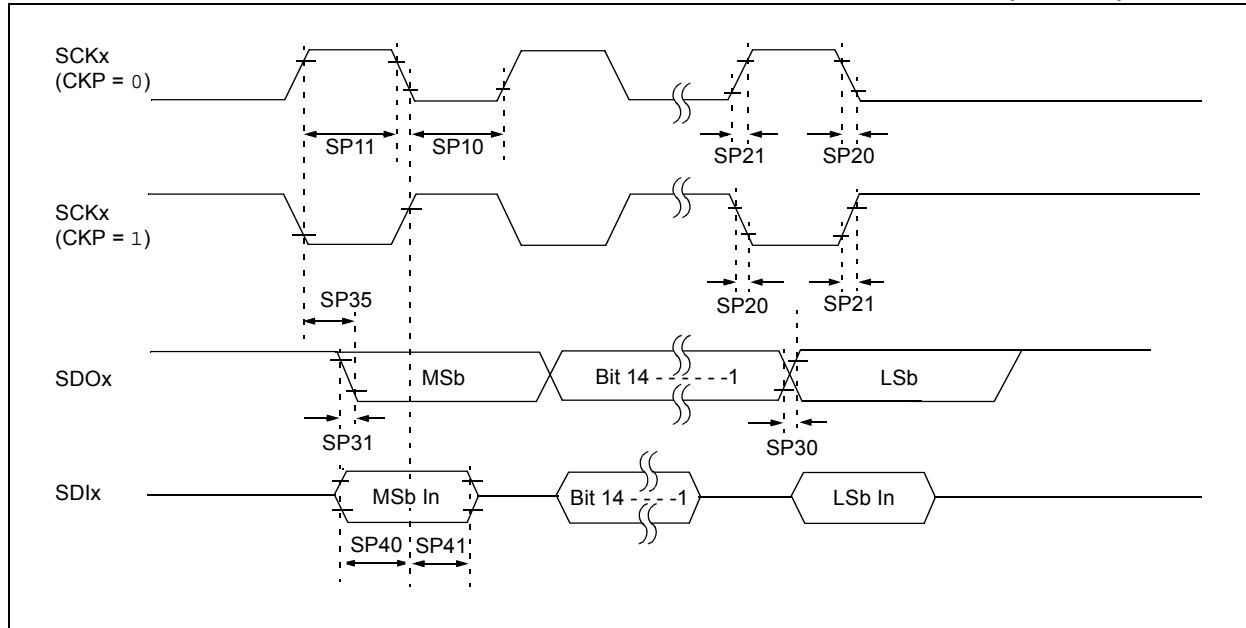 SCKx
(CKP = 0)
SP11
SP10
SP21
SP20
SCKx
(CKP = 1)
SP35
SP20
SP21
SDOx
MSb
Bit 14 - - - - - -1
LSb
SP31
SP30
SDIx
MSb In
Bit 14 - - - -1
LSb In
SP40
SP41